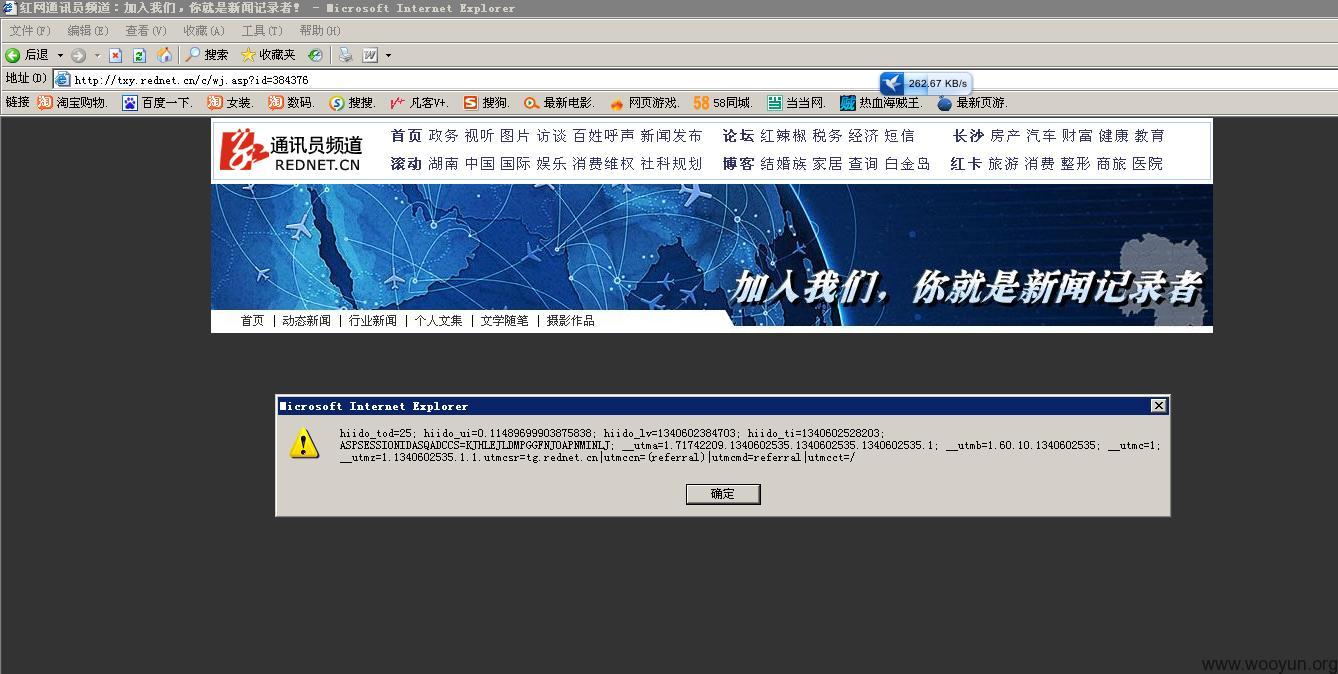 红网通讯员频道：加入我们，你就是新闻记录者！ - Microsoft Internet Explorer
文件(F) 编辑(E) 查看(V) 收藏(A) 工具(T) 帮助(H)
后退 搜索 收藏夹
地址(D) http://txy.rednet.cn/c/wj.asp?id=384376
262.67 KB/s
链接 淘宝购物. 百度一下. 女装. 数码. 搜搜. 凡客V+. 搜狗. 最新电影. 网页游戏. 58同城. 当当网. 热血海贼王. 最新页游.
通讯员频道
REDNET.CN
首页 政务 视听 图片 访谈 百姓呼声 新闻发布 论坛 红辣椒 税务 经济 短信 长沙 房产 汽车 财富 健康 教育
滚动 湖南 中国 国际 娱乐 消费维权 社科规划 博客 结婚族 家居 查询 白金岛 红卡 旅游 消费 整形 商旅 医院
加入我们，你就是新闻记录者
首页 | 动态新闻 | 行业新闻 | 个人文集 | 文学随笔 | 摄影作品
Microsoft Internet Explorer
hiido_tod=25; hiido_ui=0.11489699903875838; hiido_lv=1340602384703; hiido_ti=1340602528203;
ASPSESSIONIDASQADCCS=KJHLEJLDMPGGFNJOAPNMINLJ; __utma=1.71742209.1340602535.1340602535.1340602535.1; __utmb=1.60.10.1340602535; __utmc=1;
__utmz=1.1340602535.1.1.utmcsr=tg.rednet.cn|utmccn=(referral)|utmcmd=referral|utmcct=/
确定
www.wooyun.org